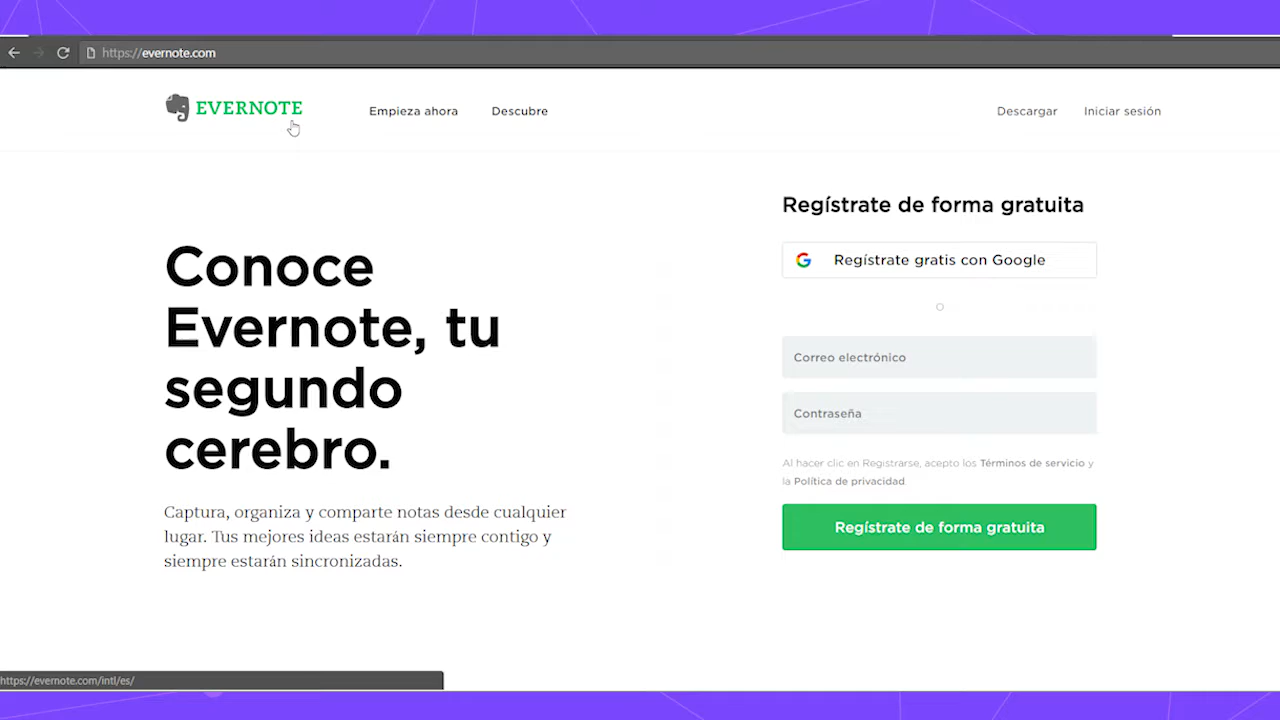 https://evernote.com
EVERNOTE
Empieza ahora
Descubre
Descargar
Iniciar sesión
Conoce
Evernote, tu
segundo
cerebro.
Captura, organiza y comparte notas desde cualquier
lugar. Tus mejores ideas estarán siempre contigo y
siempre estarán sincronizadas.
Regístrate de forma gratuita
Regístrate gratis con Google
o
Correo electrónico
Contraseña
Al hacer clic en Registrarse, acepto los Términos de servicio y
la Política de privacidad
Regístrate de forma gratuita
https://evernote.com/intl/es/